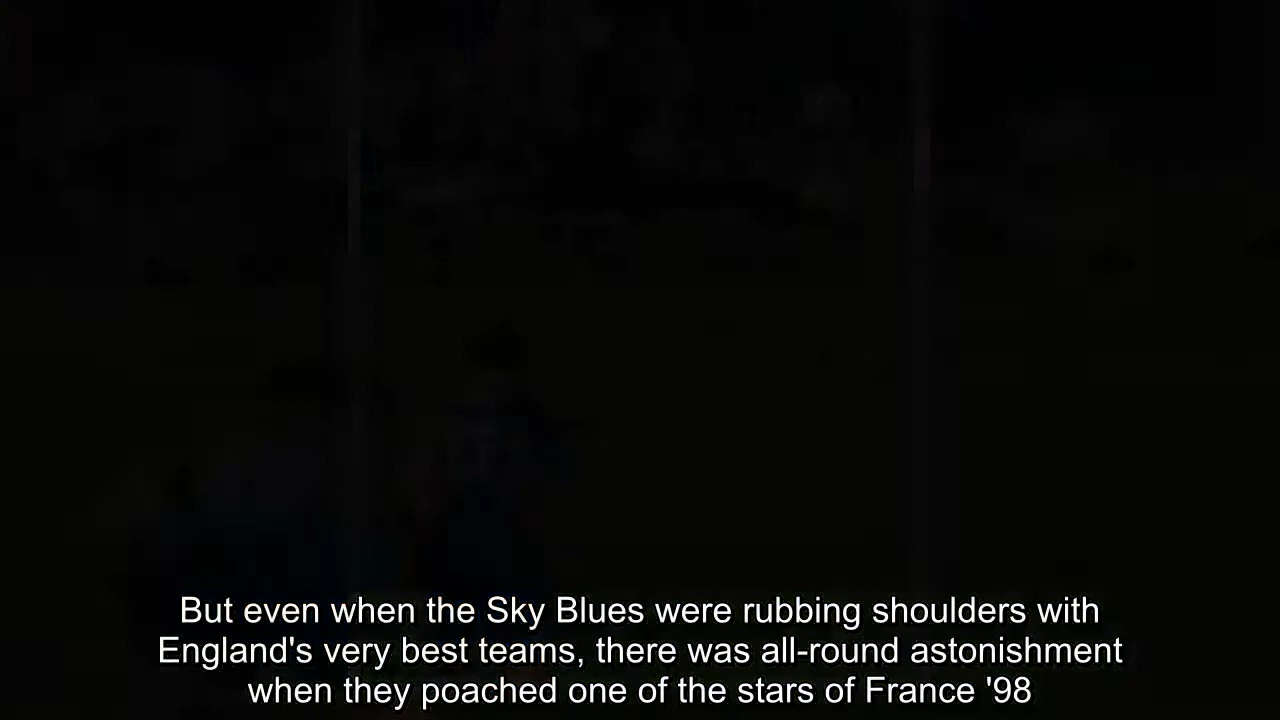 But even when the Sky Blues were rubbing shoulders with
England's very best teams, there was all-round astonishment
when they poached one of the stars of France '98